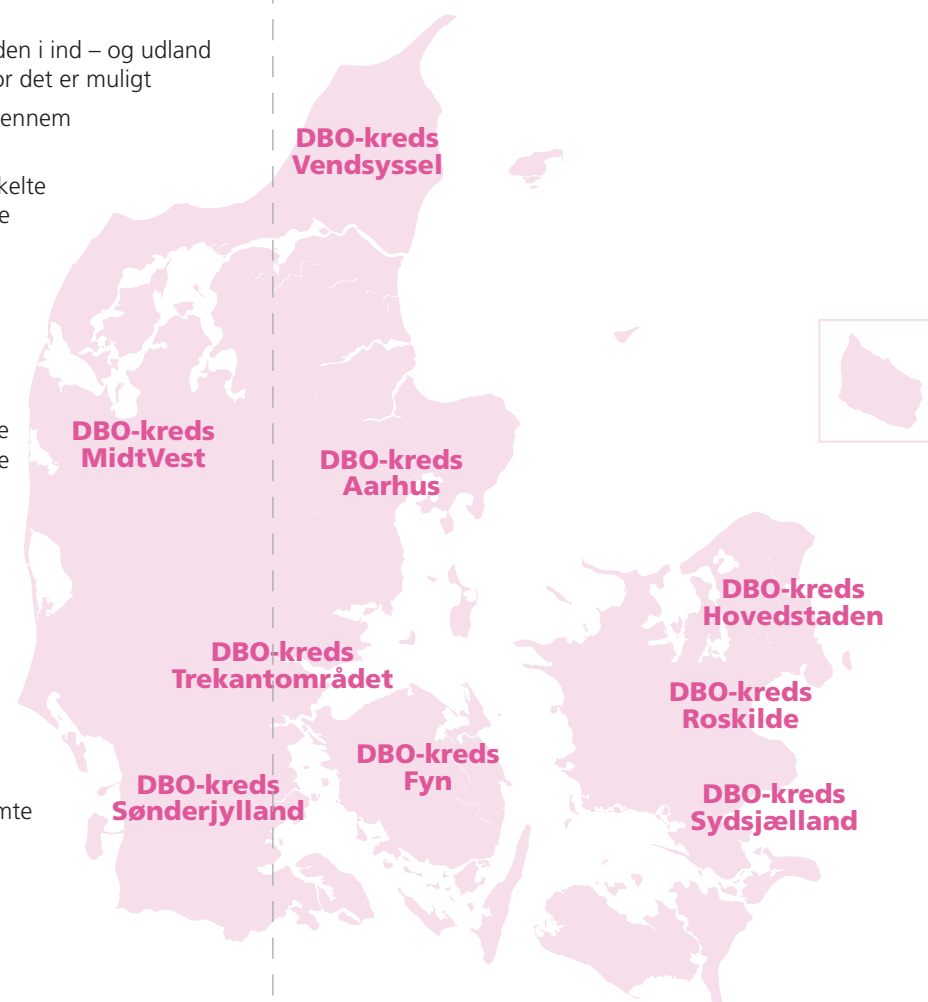 den i ind – og udland
or det er muligt
ennem
kelte
e
e
e
mte
DBO-kreds
Vendsyssel
DBO-kreds
MidtVest
DBO-kreds
Aarhus
DBO-kreds
Hovedstaden
DBO-kreds
Trekantområdet
DBO-kreds
Roskilde
DBO-kreds
Fyn
DBO-kreds
Sønderjylland
DBO-kreds
Sydsjælland